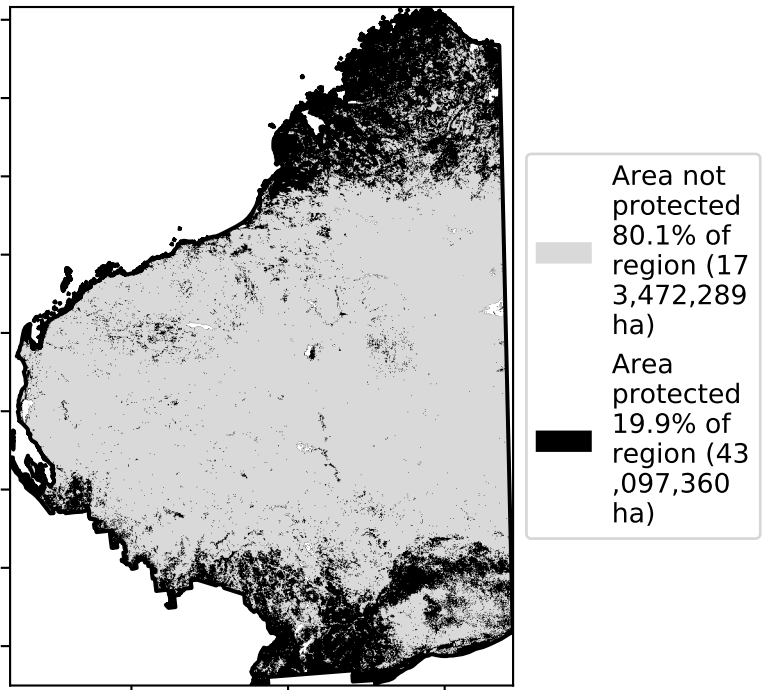 Area not
protected
80.1% of
region (17
3,472,289
ha)
Area
protected
19.9% of
region (43
,097,360
ha)